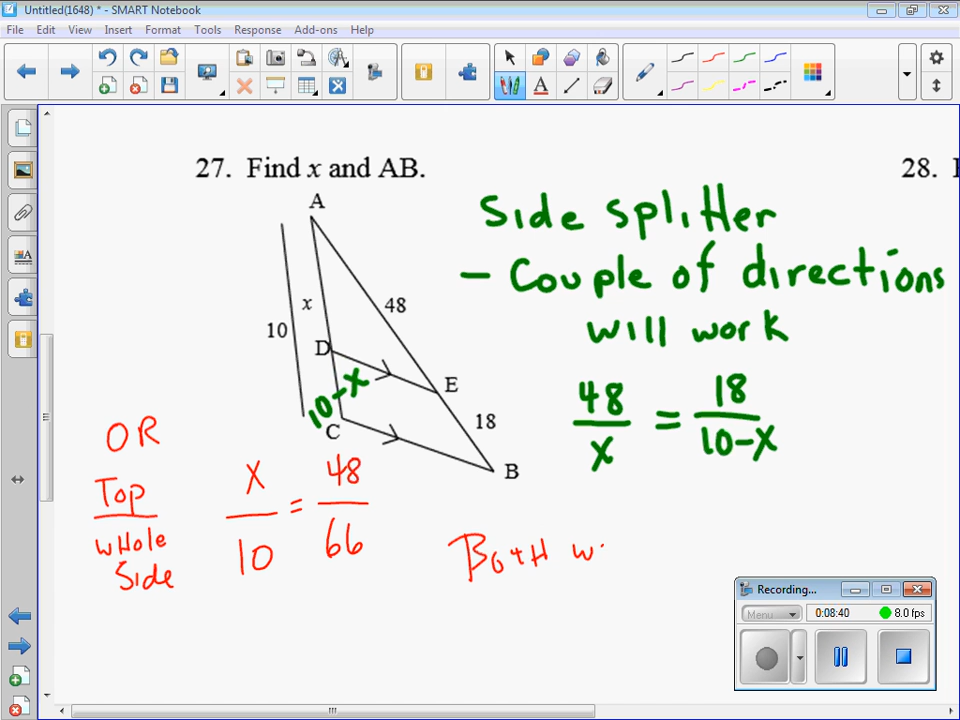 Untitled(1648) * - SMART Notebook
File Edit View Insert Format Tools Response Add-ons Help
27. Find x and AB.
28.
A
Side splitter
- Couple of directions
will work
x
48
10
D
E
10-x
C
18
B
48/x = 18/10-x
OR
Top
whole
Side
x/10 = 48/66
Both w
Recording...
Menu
0:08:40
8.0 fps